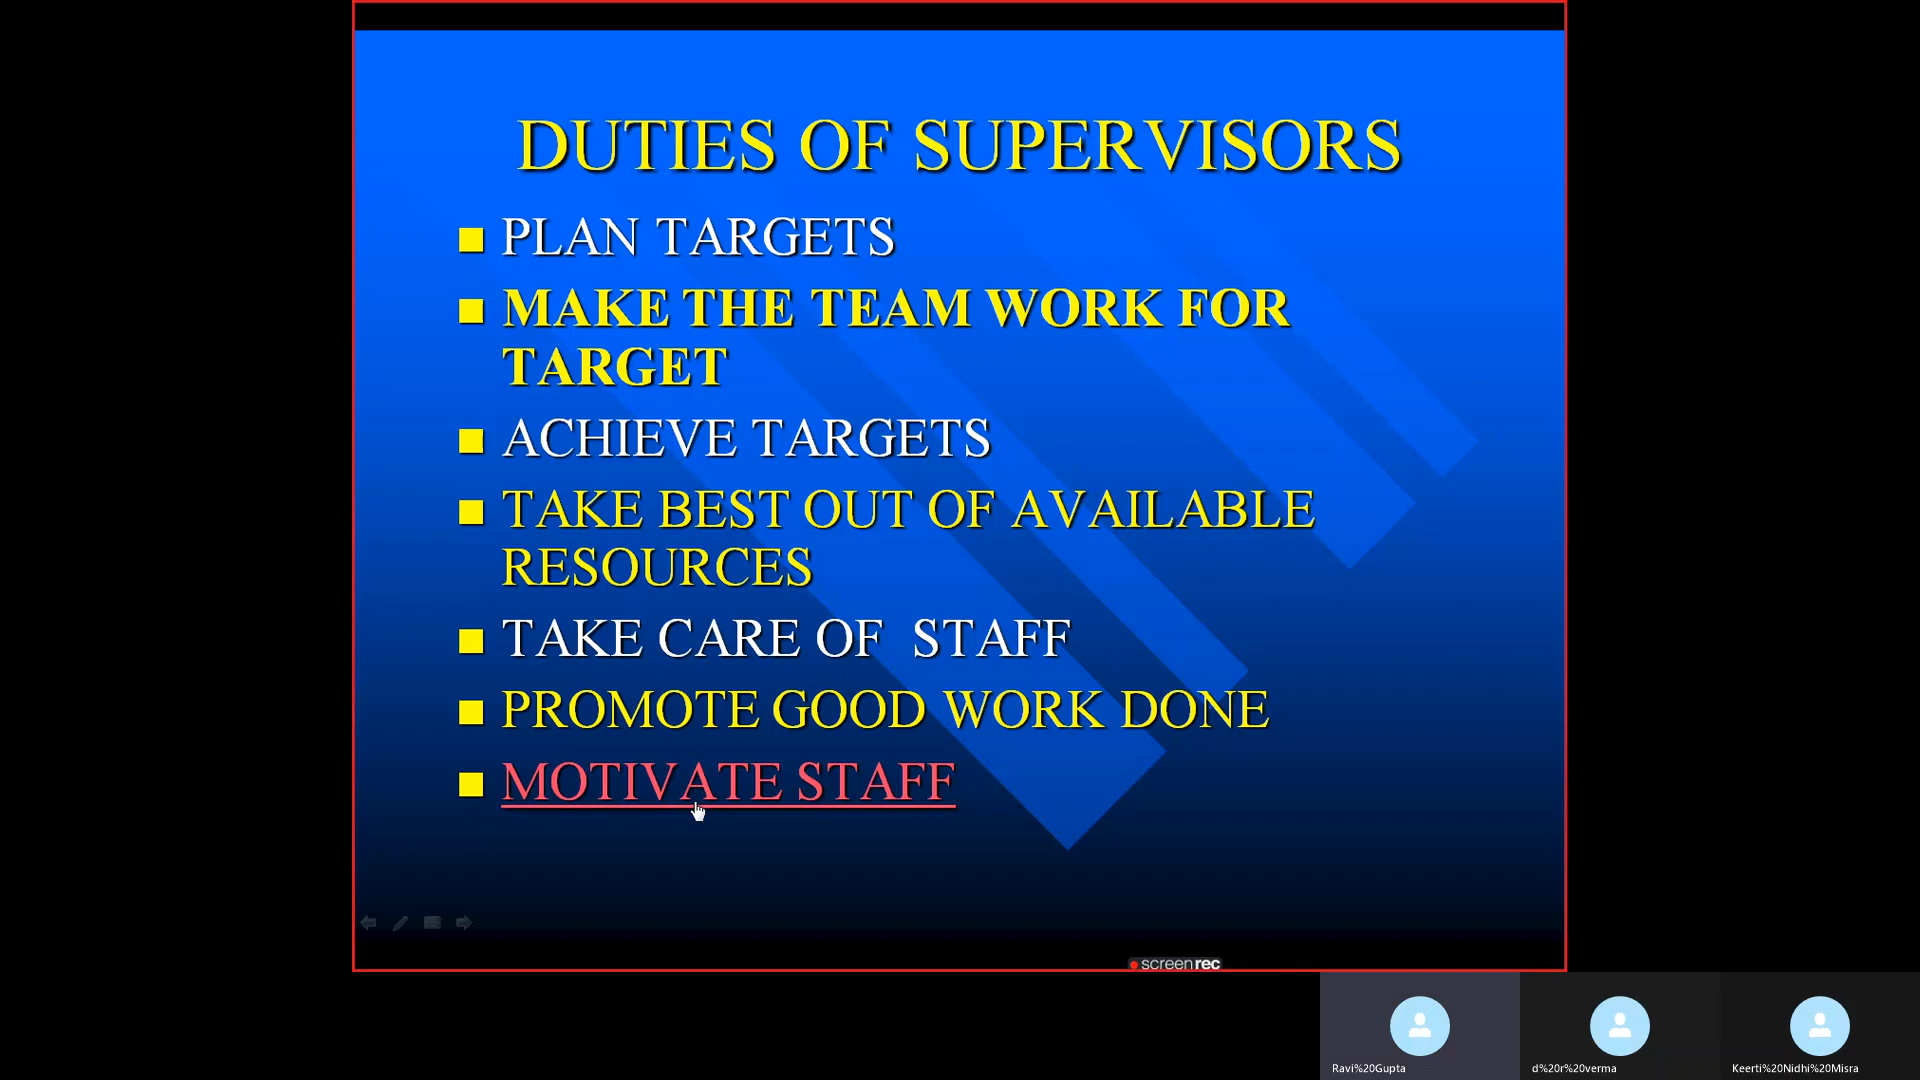 DUTIES OF SUPERVISORS
PLAN TARGETS
MAKE THE TEAM WORK FOR
TARGET
ACHIEVE TARGETS
TAKE BEST OUT OF AVAILABLE
RESOURCES
TAKE CARE OF  STAFF
PROMOTE GOOD WORK DONE
MOTIVATE STAFF
screenrec
Ravi%20Gupta
d%20r%20verma
Keerti%20Nidhi%20Misra